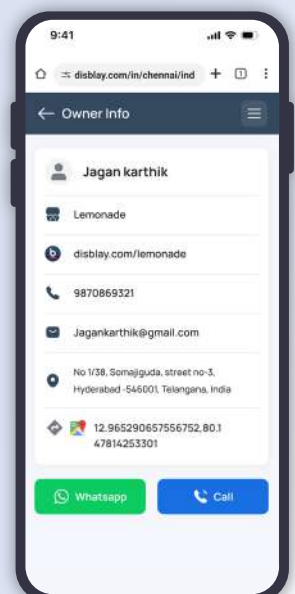 9:41
disblay.com/in/chennai/ind
1
Owner Info
Jagan karthik
Lemonade
disblay.com/lemonade
9870869321
Jagankarthik@gmail.com
No 1/38, Somajiguda, street no-3,
Hyderabad -546001, Telangana, India
12.965290657556752,80.1
47814253301
Whatsapp
Call